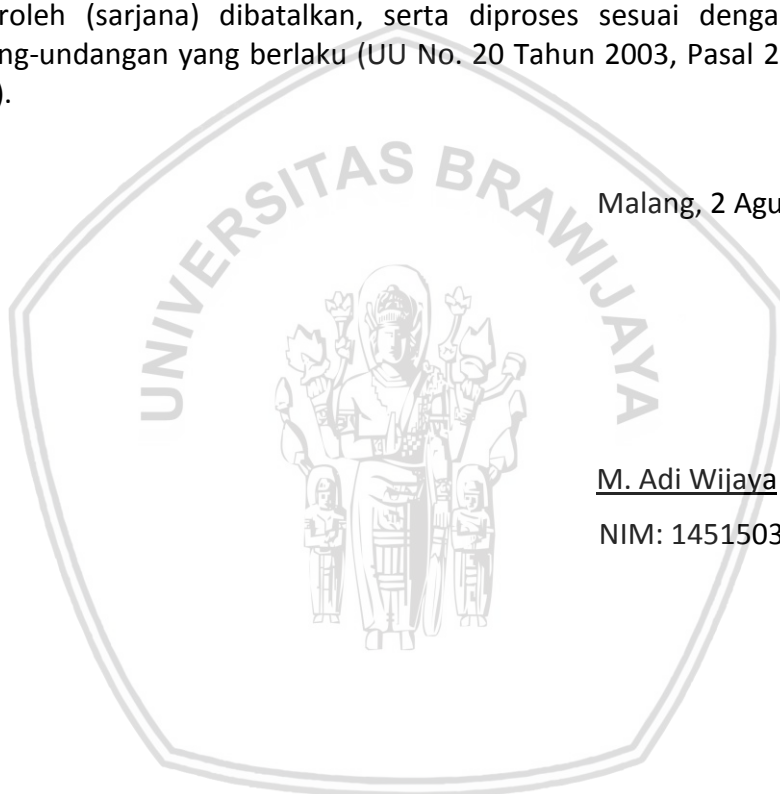 roleh (sarjana) dibatalkan, serta diproses sesuai denga
ng-undangan yang berlaku (UU No. 20 Tahun 2003, Pasal 2
).
UNIVERSITAS BRAWIJAYA
Malang, 2 Agu
M. Adi Wijaya
NIM: 1451503